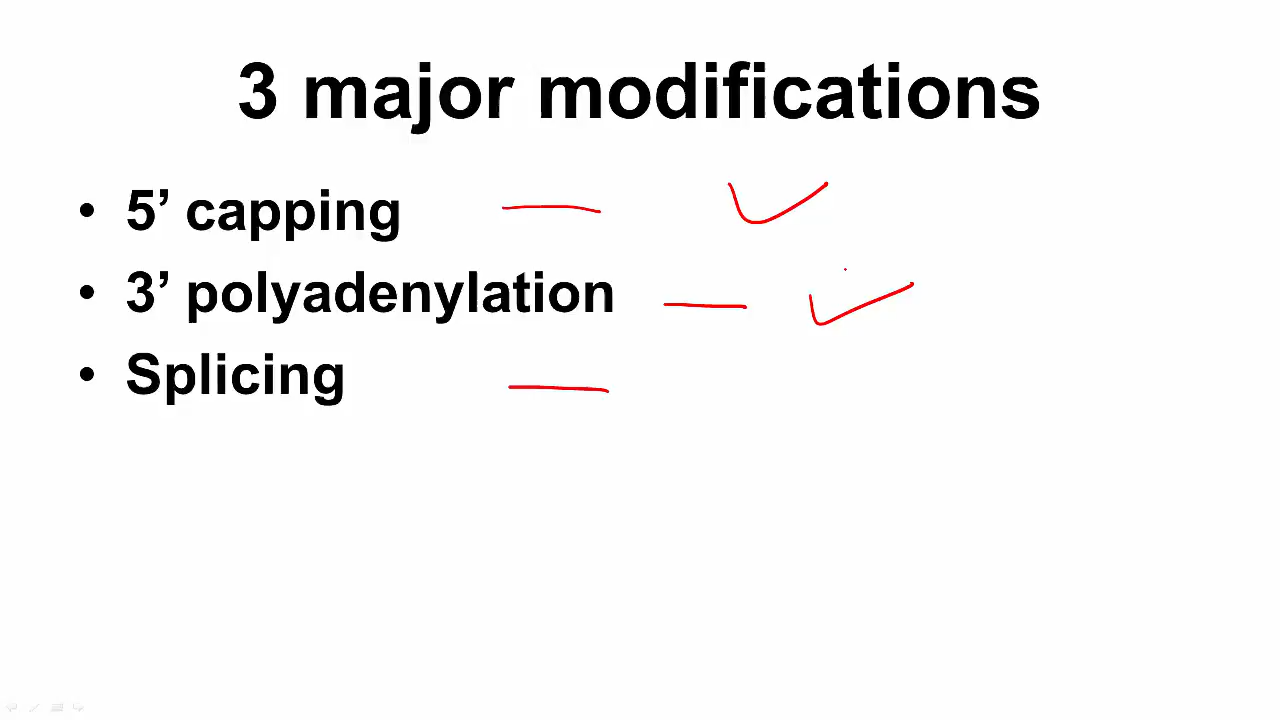 3 major modifications
• 5’ capping
• 3’ polyadenylation
• Splicing